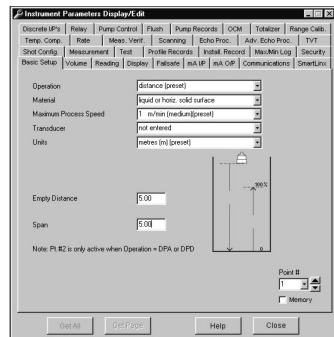 Instrument Parameters Display/Edit
Discrete I/P's Relay Pump Control Flush Pump Records OCM Totalizer Range Calib.
Temp. Comp. Rate Meas. Verif. Scanning Echo Proc. Adv. Echo Proc. TVT
Shot Config. Measurement Test Profile Records Install. Record Max/Min Log Security
Basic Setup Volume Reading Display Failsafe mA I/P mA O/P Communications SmartLinx
Operation distance (preset)
Material liquid or horiz. solid surface
Maximum Process Speed 1 m/min (medium)(preset)
Transducer not entered
Units metres (m) (preset)
100%
Empty Distance 5.00
Span 5.00
0
Note: Pt #2 is only active when Operation = DPA or DPD
Point #
1
Memory
Get All Get Page Help Close